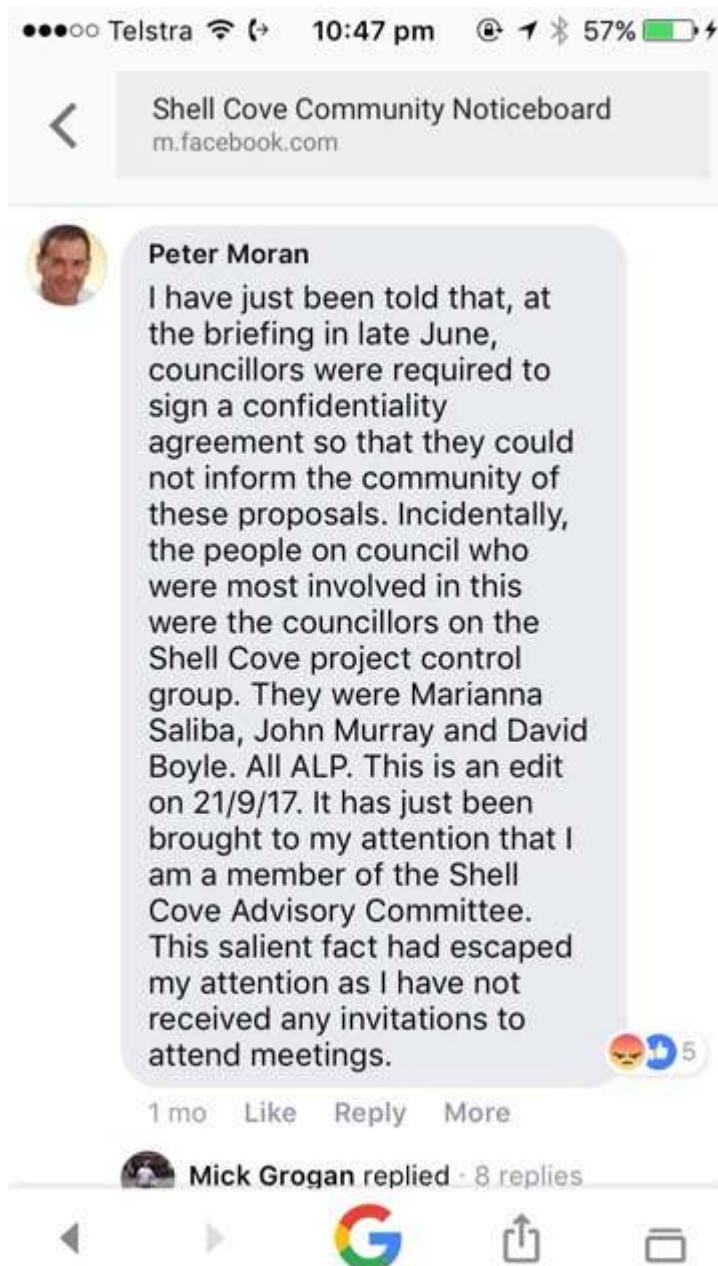 Telstra 10:47 pm 57%
Shell Cove Community Noticeboard
m.facebook.com
Peter Moran
I have just been told that, at
the briefing in late June,
councillors were required to
sign a confidentiality
agreement so that they could
not inform the community of
these proposals. Incidentally,
the people on council who
were most involved in this
were the councillors on the
Shell Cove project control
group. They were Marianna
Saliba, John Murray and David
Boyle. All ALP. This is an edit
on 21/9/17. It has just been
brought to my attention that I
am a member of the Shell
Cove Advisory Committee.
This salient fact had escaped
my attention as I have not
received any invitations to
attend meetings.
5
1 mo Like Reply More
Mick Grogan replied · 8 replies
G